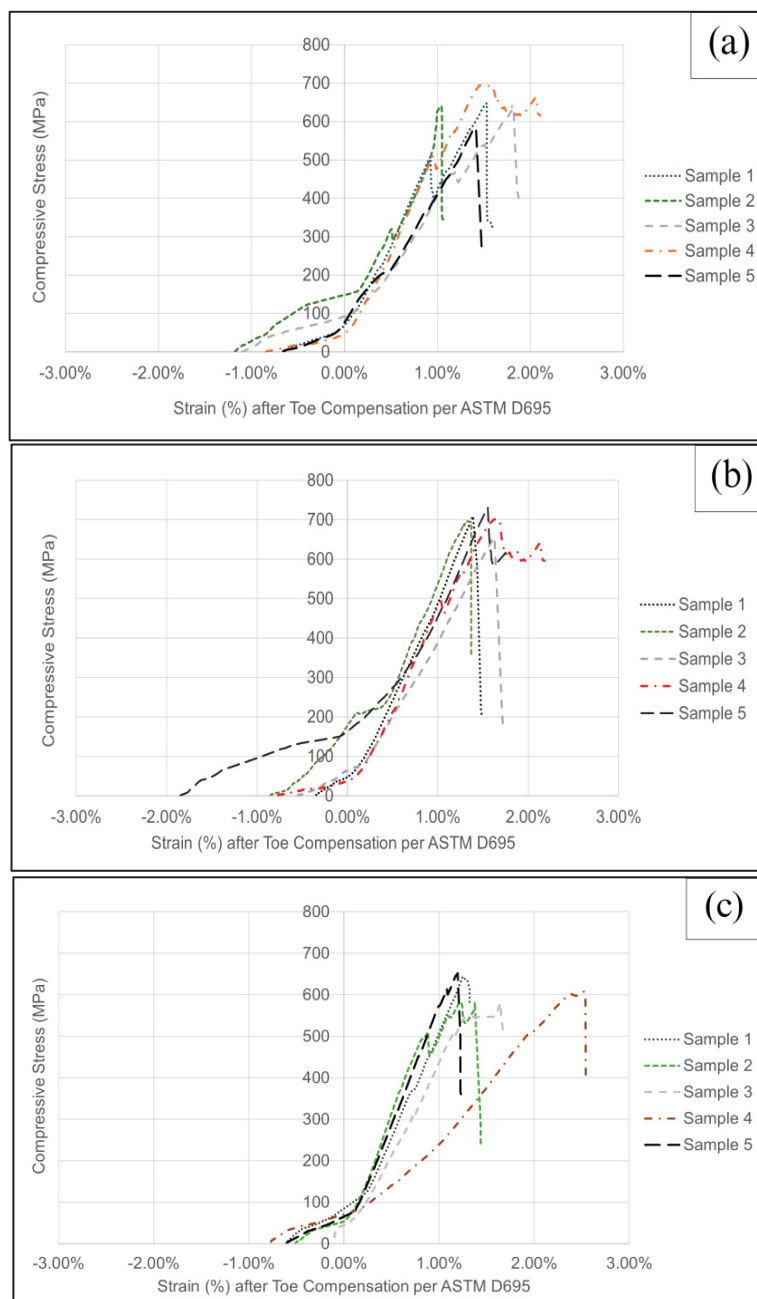 (a)
800
700
600
500
400
300
200
100
0
Compressive Stress (MPa)
-3.00% -2.00% -1.00% 0.00% 1.00% 2.00% 3.00%
Strain (%) after Toe Compensation per ASTM D695
Sample 1
Sample 2
Sample 3
Sample 4
Sample 5
(b)
800
700
600
500
400
300
200
100
0
Compressive Stress (MPa)
-3.00% -2.00% -1.00% 0.00% 1.00% 2.00% 3.00%
Strain (%) after Toe Compensation per ASTM D695
Sample 1
Sample 2
Sample 3
Sample 4
Sample 5
(c)
800
700
600
500
400
300
200
100
0
Compressive Stress (MPa)
-3.00% -2.00% -1.00% 0.00% 1.00% 2.00% 3.00%
Strain (%) after Toe Compensation per ASTM D695
Sample 1
Sample 2
Sample 3
Sample 4
Sample 5